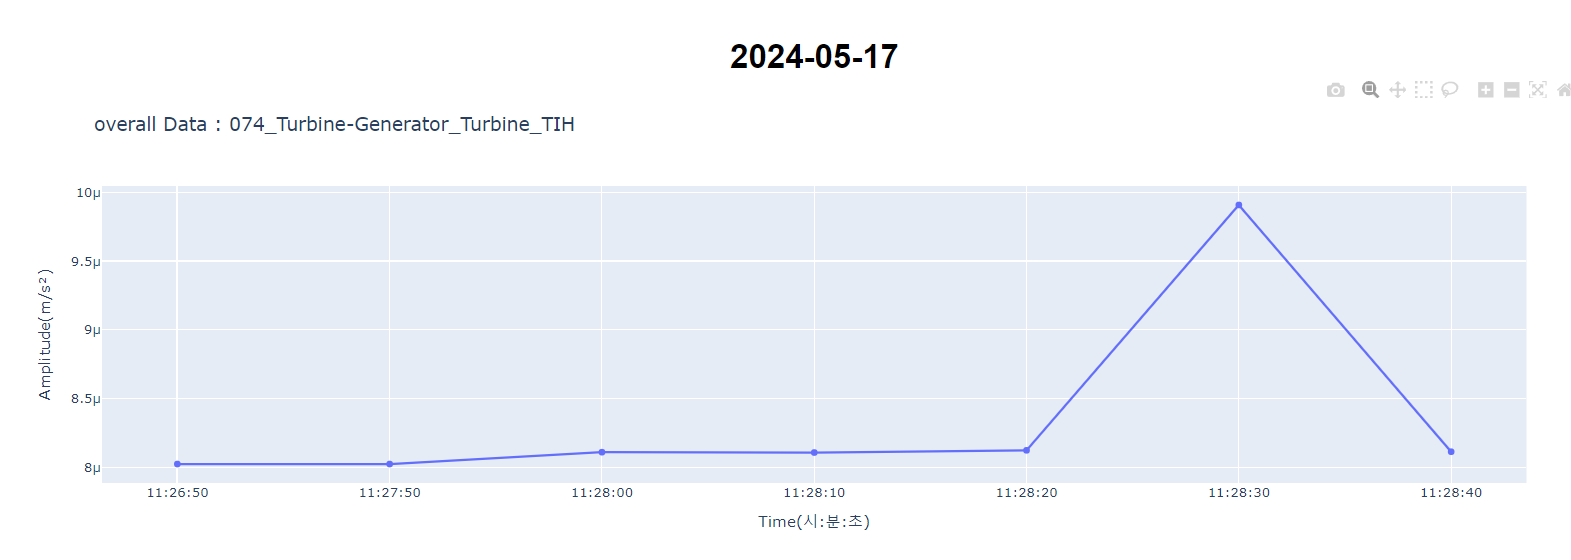 2024-05-17
overall Data : 074_Turbine-Generator_Turbine_TIH
Amplitude(m/s²)
10μ
9.5μ
9μ
8.5μ
8μ
11:26:50 11:27:50 11:28:00 11:28:10 11:28:20 11:28:30 11:28:40
Time(시:분:초)